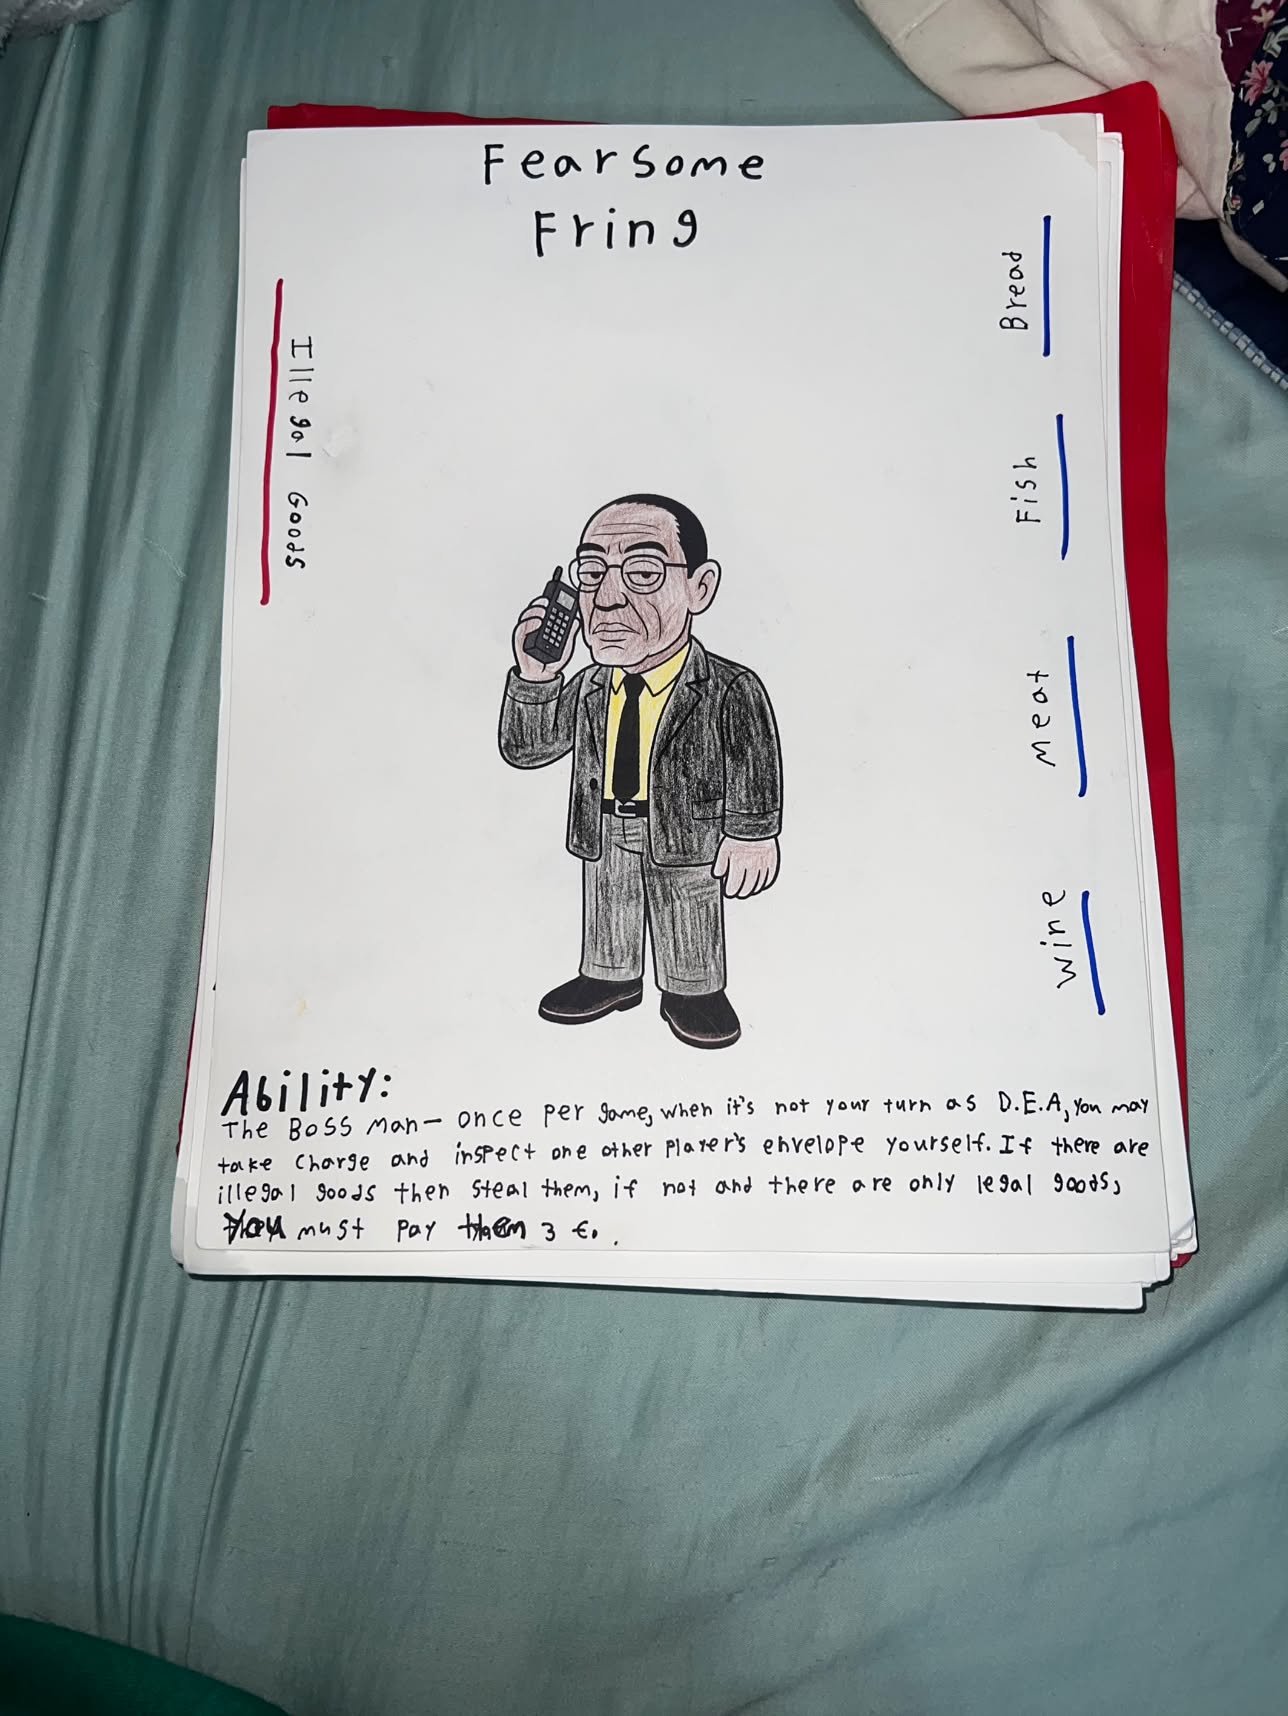 Fearsome
Fring
Illegal Goods
Bread
Fish
Meat
Wine
Ability:
The Boss Man- once per game, when it's not your turn as D.E.A, you may
take charge and inspect one other player's envelope yourself. If there are
illegal goods then steal them, if not and there are only legal goods,
You must pay them 3 €.